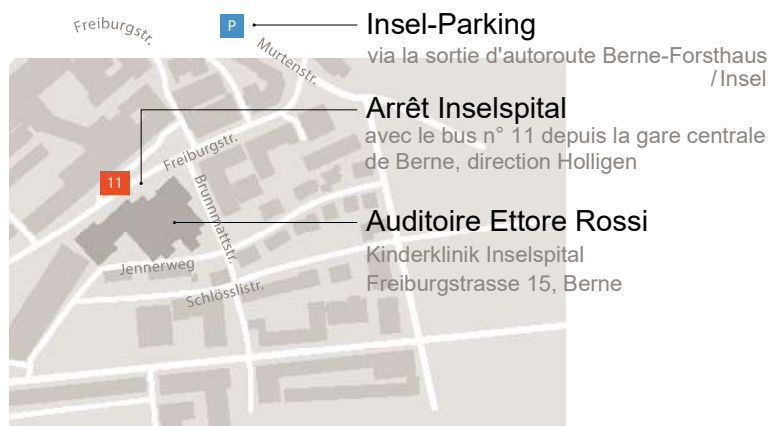 Freiburgstr.
P
Insel-Parking
Murtenstr.
via la sortie d'autoroute Berne-Forsthaus
/Insel
Arrêt Inselspital
avec le bus n° 11 depuis la gare centrale
de Berne, direction Holligen
Freiburgstr.
11
Brunnmattstr.
Auditoire Ettore Rossi
Kinderklinik Inselspital
Freiburgstrasse 15, Berne
Jennerweg
Schlösslistr.